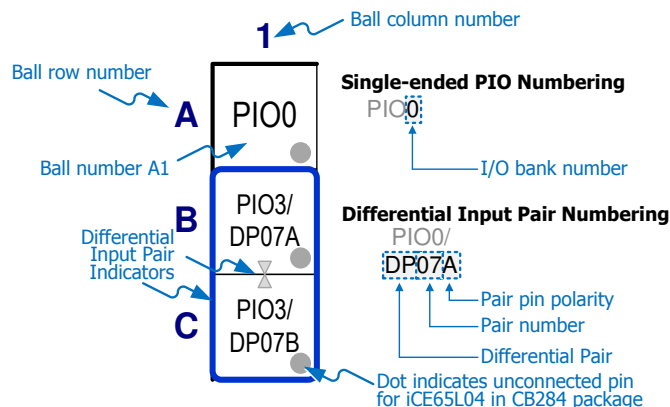 1
Ball column number
Ball row number
A
PIO0
Ball number A1
Single-ended PIO Numbering
PIO0
I/O bank number
B
PIO3/
DP07A
Differential
Input Pair
Indicators
C
PIO3/
DP07B
Differential Input Pair Numbering
PIO0/
DP07A
Pair pin polarity
Pair number
Differential Pair
Dot indicates unconnected pin
for iCE65L04 in CB284 package